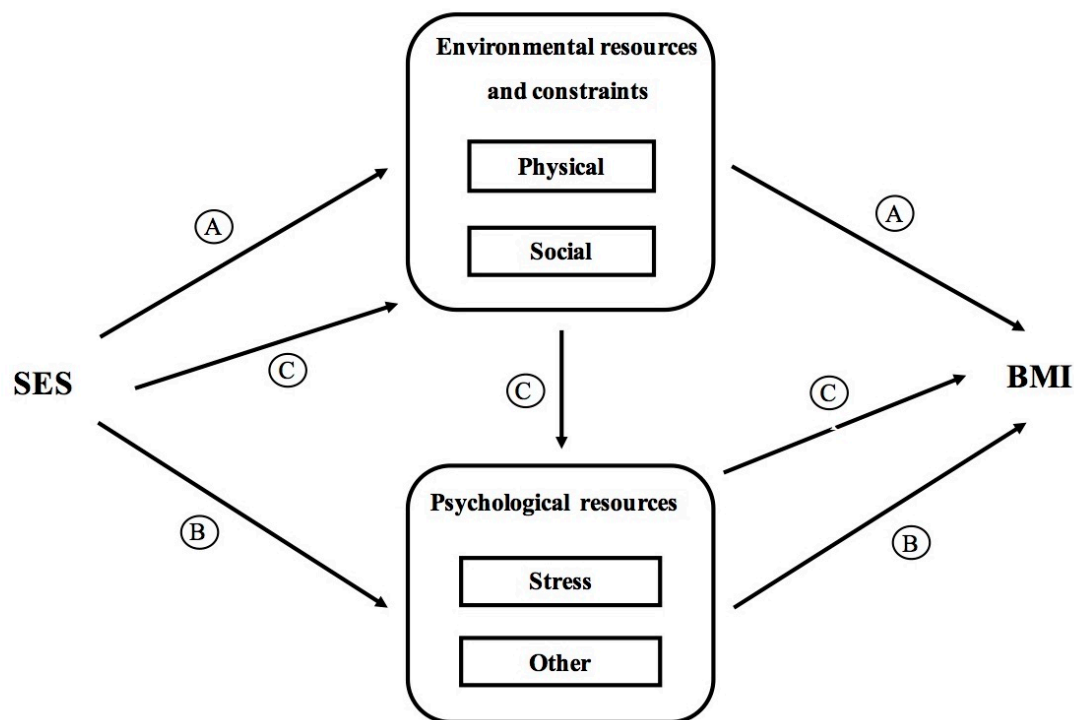 Environmental resources
and constraints
Physical
Social
A
A
C
SES
C
C
BMI
B
B
Psychological resources
Stress
Other